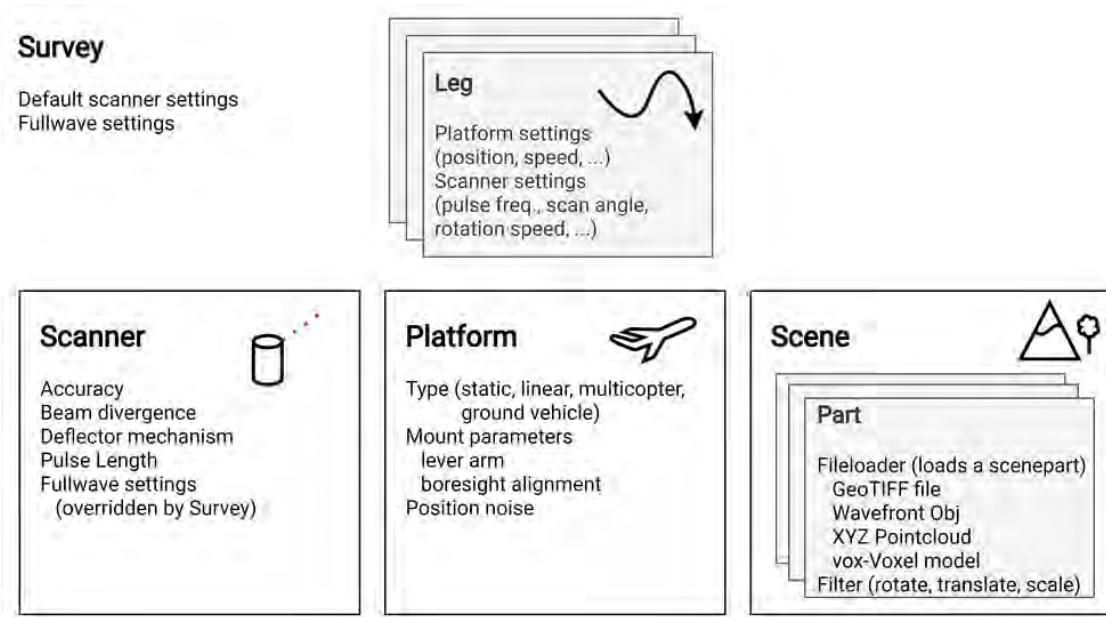 Survey
Default scanner settings
Fullwave settings
Leg
Platform settings
(position, speed, ...)
Scanner settings
(pulse freq., scan angle,
rotation speed, ...)
Scanner
Accuracy
Beam divergence
Deflector mechanism
Pulse Length
Fullwave settings
(overridden by Survey)
Platform
Type (static, linear, multicopter,
ground vehicle)
Mount parameters
lever arm
boresight alignment
Position noise
Scene
Part
Fileloader (loads a scenepart)
GeoTIFF file
Wavefront Obj
XYZ Pointcloud
vox-Voxel model
Filter (rotate, translate, scale)